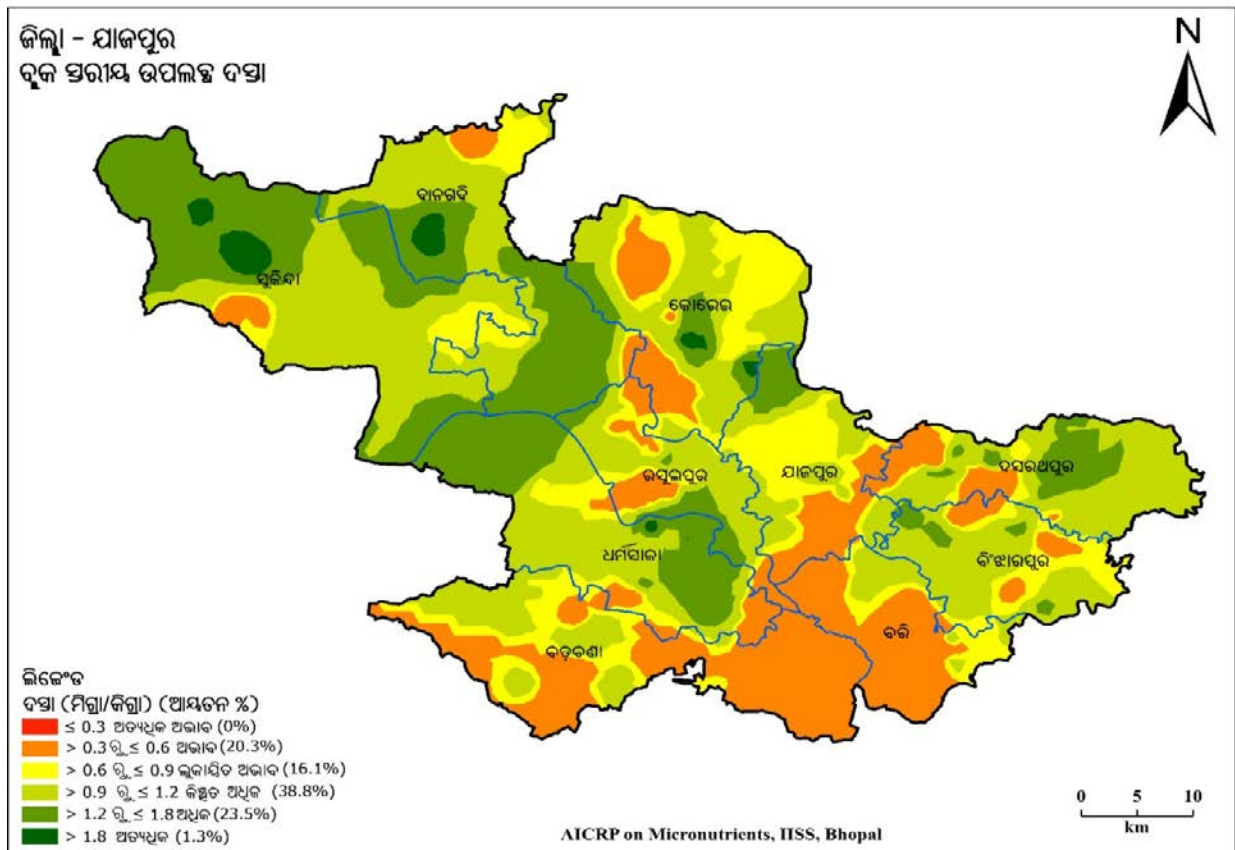 ଜିଲ୍ଲା – ଯାଜପୁର
ବ୍ଲକ ସ୍ତରୀୟ ଉପଲବ୍ଧ ଦସ୍ତା
N
ଦାନଗଦି
ସୁକିନ୍ଦା
କୋରେଇ
ରସୁଲପୁର
ଯାଜପୁର
ଦସରଥପୁର
ଧର୍ମସାଳା
ବିଂଝାରପୁର
ବରି
ବଡ଼ଚଣା
ଲିଜେଂଡ
ଦସ୍ତା (ମିଗ୍ରା/କିଗ୍ରା) (ଆୟତନ %)
≤ 0.3 ଅତ୍ୟଧିକ ଅଭାବ (0%)
> 0.3 ରୁ ≤ 0.6 ଅଭାବ (20.3%)
> 0.6 ରୁ ≤ 0.9 ଲୁକାୟିତ ଅଭାବ (16.1%)
> 0.9 ରୁ ≤ 1.2 କିଞ୍ଚିତ ଅଧିକ (38.8%)
> 1.2 ରୁ ≤ 1.8 ଅଧିକ (23.5%)
> 1.8 ଅତ୍ୟଧିକ (1.3%)
0 5 10
km
AICRP on Micronutrients, IISS, Bhopal